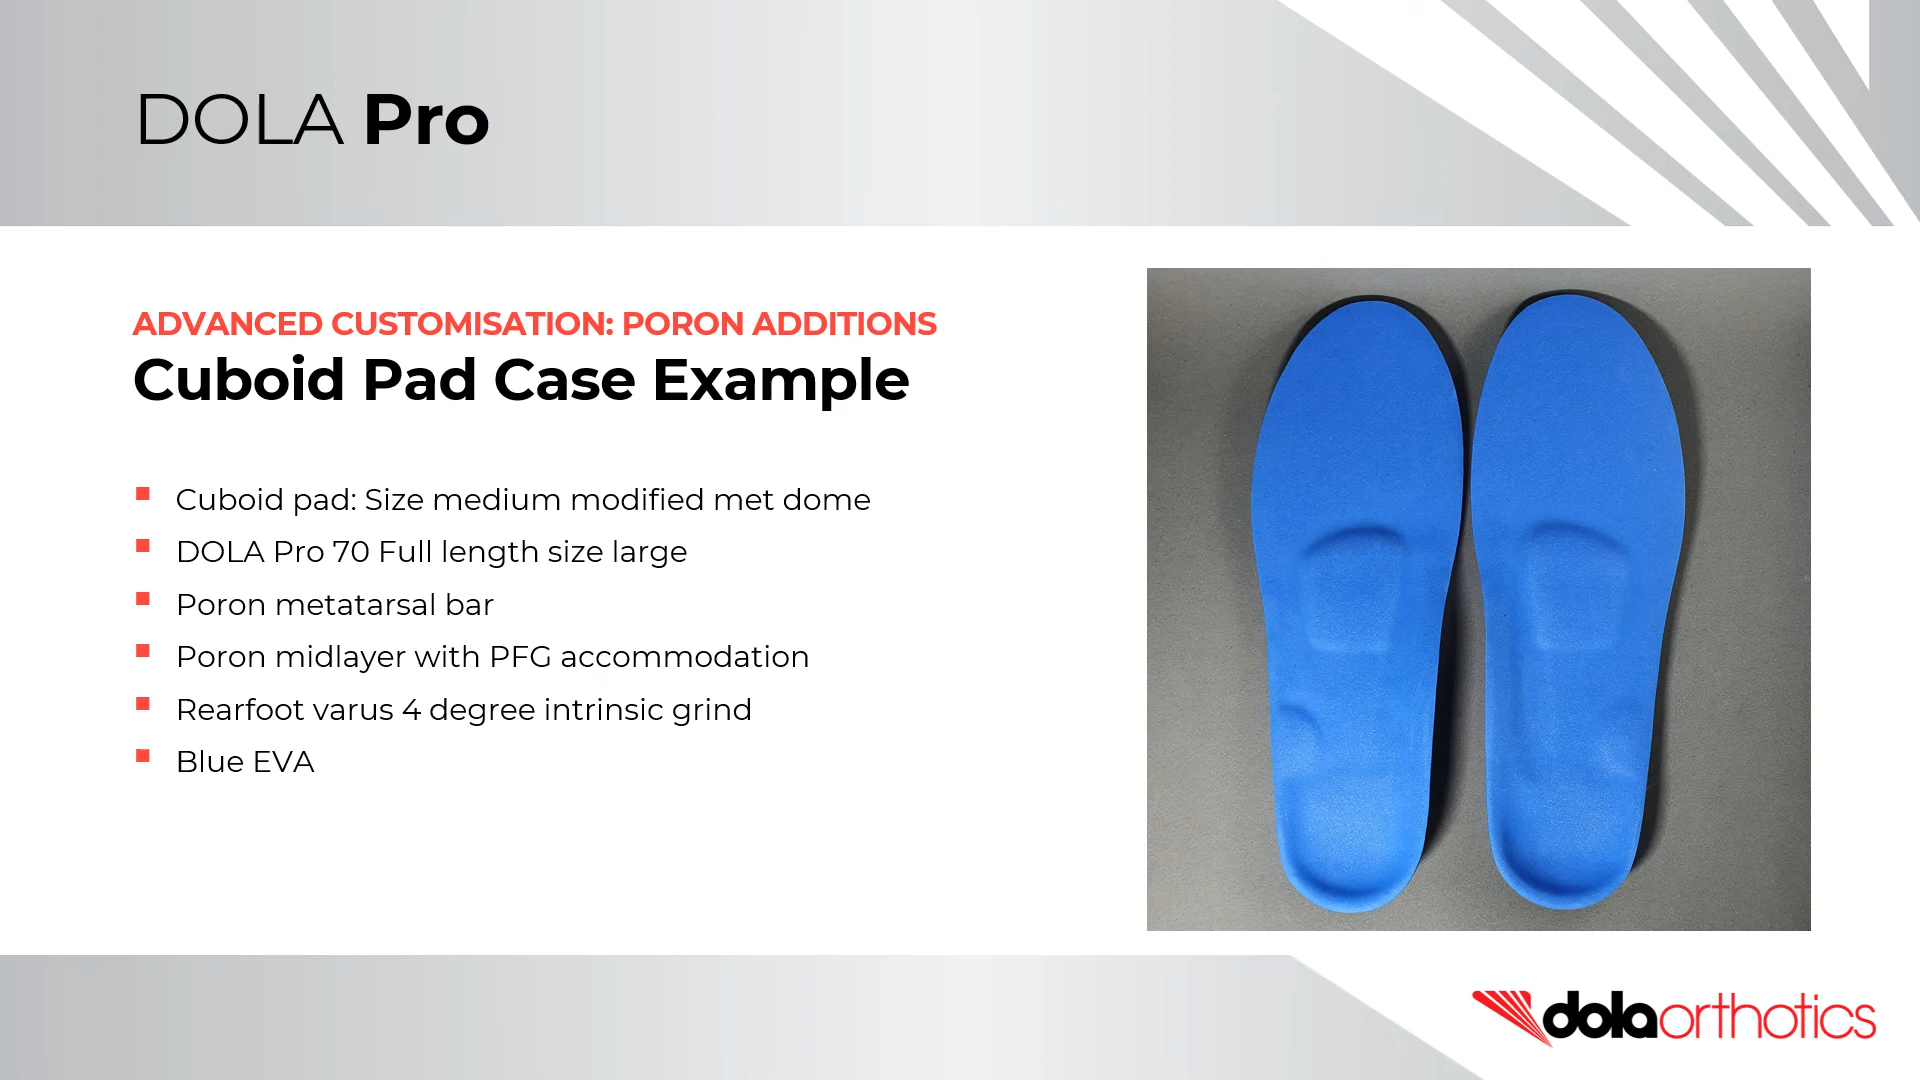 DOLA Pro
ADVANCED CUSTOMISATION: PORON ADDITIONS
Cuboid Pad Case Example
Cuboid pad: Size medium modified met dome
DOLA Pro 70 Full length size large
Poron metatarsal bar
Poron midlayer with PFG accommodation
Rearfoot varus 4 degree intrinsic grind
Blue EVA
dolaorthotics